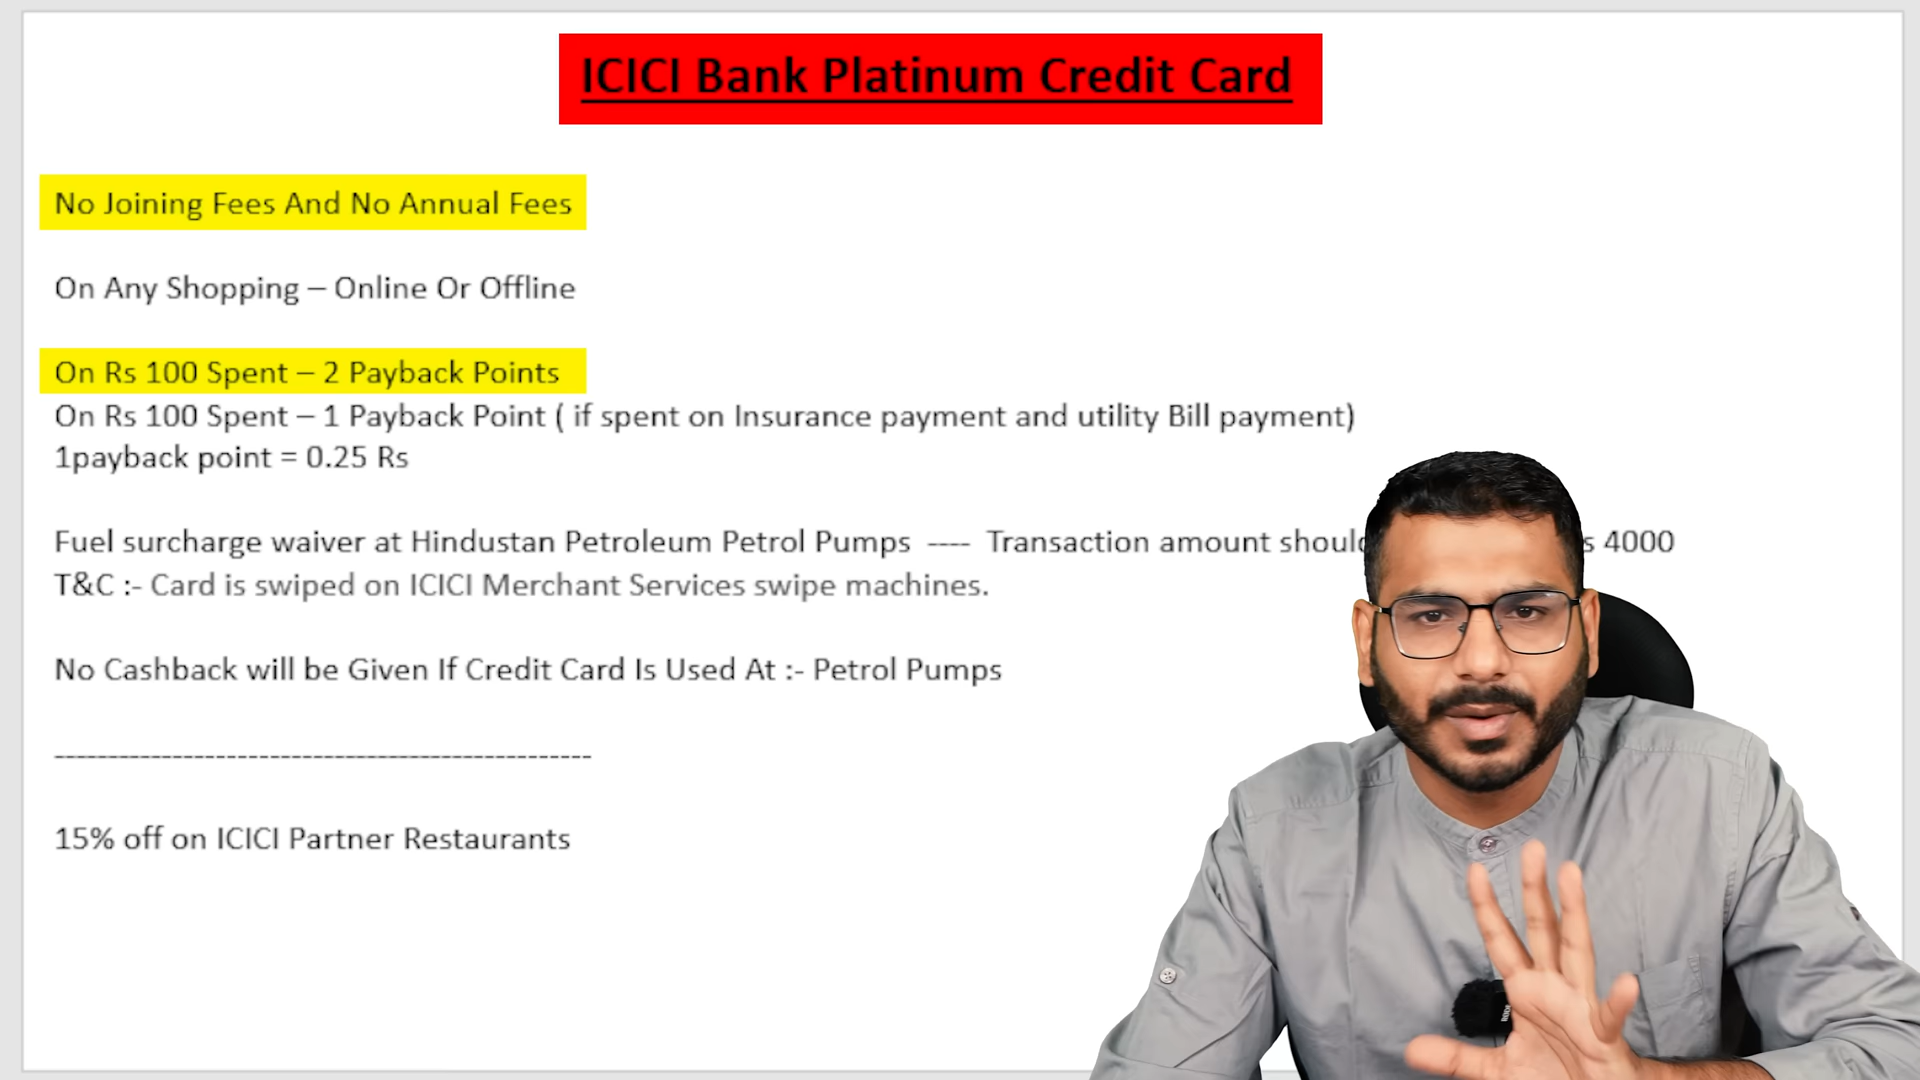 ICICI Bank Platinum Credit Card
No Joining Fees And No Annual Fees
On Any Shopping – Online Or Offline
On Rs 100 Spent – 2 Payback Points
On Rs 100 Spent – 1 Payback Point ( if spent on Insurance payment and utility Bill payment)
1payback point = 0.25 Rs
Fuel surcharge waiver at Hindustan Petroleum Petrol Pumps ---- Transaction amount 4000
T&C :- Card is swiped on ICICI Merchant Services swipe machines.
No Cashback will be Given If Credit Card Is Used At :- Petrol Pumps
---------------------------------------------------
15% off on ICICI Partner Restaurants